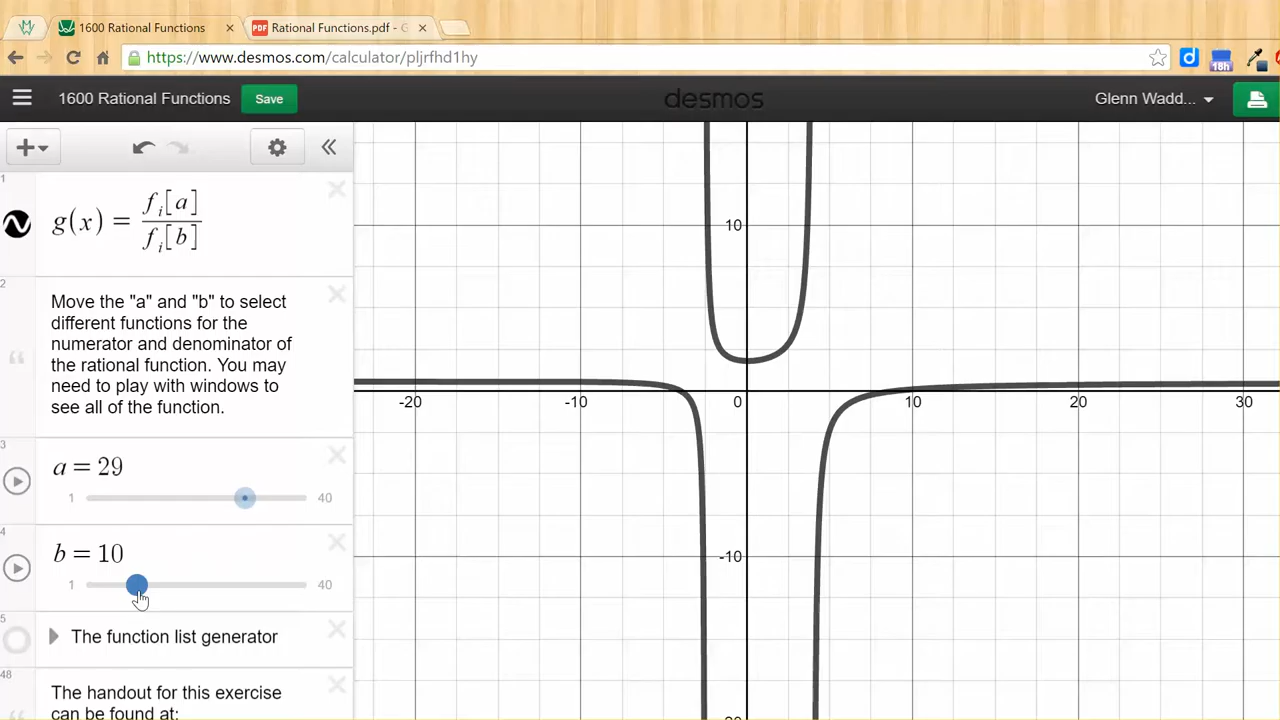 1600 Rational Functions
PDF
Rational Functions.pdf - G
https://www.desmos.com/calculator/pljrfhd1hy
d
18h
1600 Rational Functions
Save
desmos
Glenn Wadd...
1
g(x) = f_i[a] / f_i[b]
2
Move the "a" and "b" to select
different functions for the
numerator and denominator of
the rational function. You may
need to play with windows to
see all of the function.
3
a = 29
1
40
4
b = 10
1
40
5
The function list generator
48
The handout for this exercise
can be found at:
10
-20
-10
0
10
20
30
-10